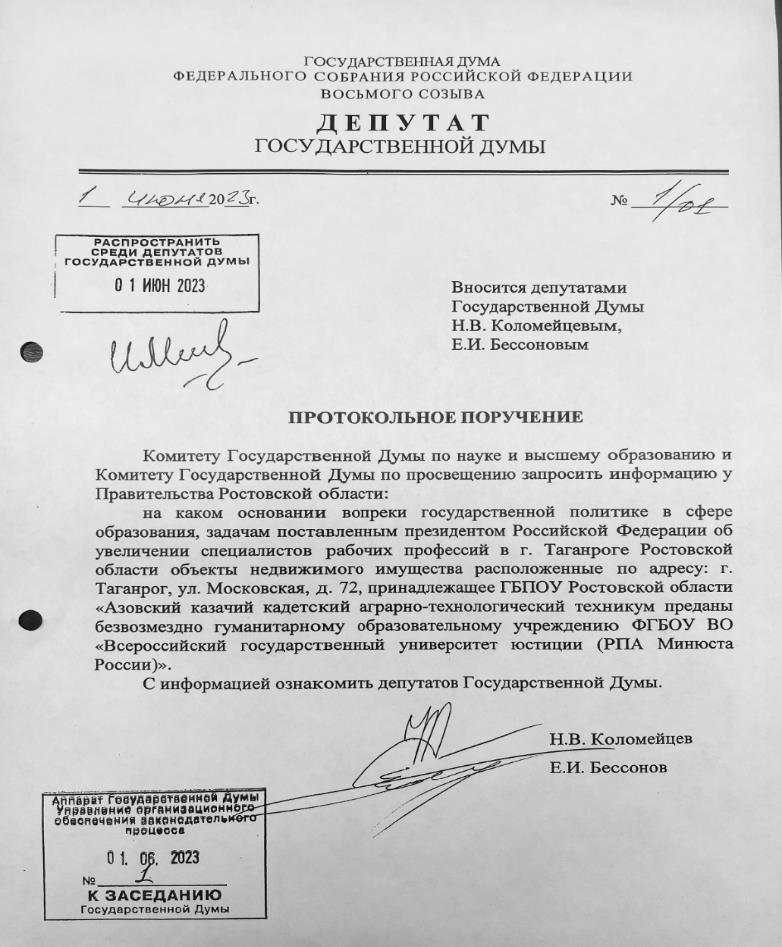 ГОСУДАРСТВЕННАЯ ДУМА
ФЕДЕРАЛЬНОГО СОБРАНИЯ РОССИЙСКОЙ ФЕДЕРАЦИИ
ВОСЬМОГО СОЗЫВА
ДЕПУТАТ
ГОСУДАРСТВЕННОЙ ДУМЫ
1 июня 2023г. № 1/01
РАСПРОСТРАНИТЬ
СРЕДИ ДЕПУТАТОВ
ГОСУДАРСТВЕННОЙ ДУМЫ
0 1 ИЮН 2023
Вносится депутатами
Государственной Думы
Н.В. Коломейцевым,
Е.И. Бессоновым
ПРОТОКОЛЬНОЕ ПОРУЧЕНИЕ
Комитету Государственной Думы по науке и высшему образованию и
Комитету Государственной Думы по просвещению запросить информацию у
Правительства Ростовской области:
на каком основании вопреки государственной политике в сфере
образования, задачам поставленным президентом Российской Федерации об
увеличении специалистов рабочих профессий в г. Таганроге Ростовской
области объекты недвижимого имущества расположенные по адресу: г.
Таганрог, ул. Московская, д. 72, принадлежащее ГБПОУ Ростовской области
«Азовский казачий кадетский аграрно-технологический техникум преданы
безвозмездно гуманитарному образовательному учреждению ФГБОУ ВО
«Всероссийский государственный университет юстиции (РПА Минюста
России)».
С информацией ознакомить депутатов Государственной Думы.
Н.В. Коломейцев
Е.И. Бессонов
Аппарат Государственной Думы
Управление организационного
обеспечения законодательного
процесса
0 1. 06. 2023
№ 1
К ЗАСЕДАНИЮ
Государственной Думы